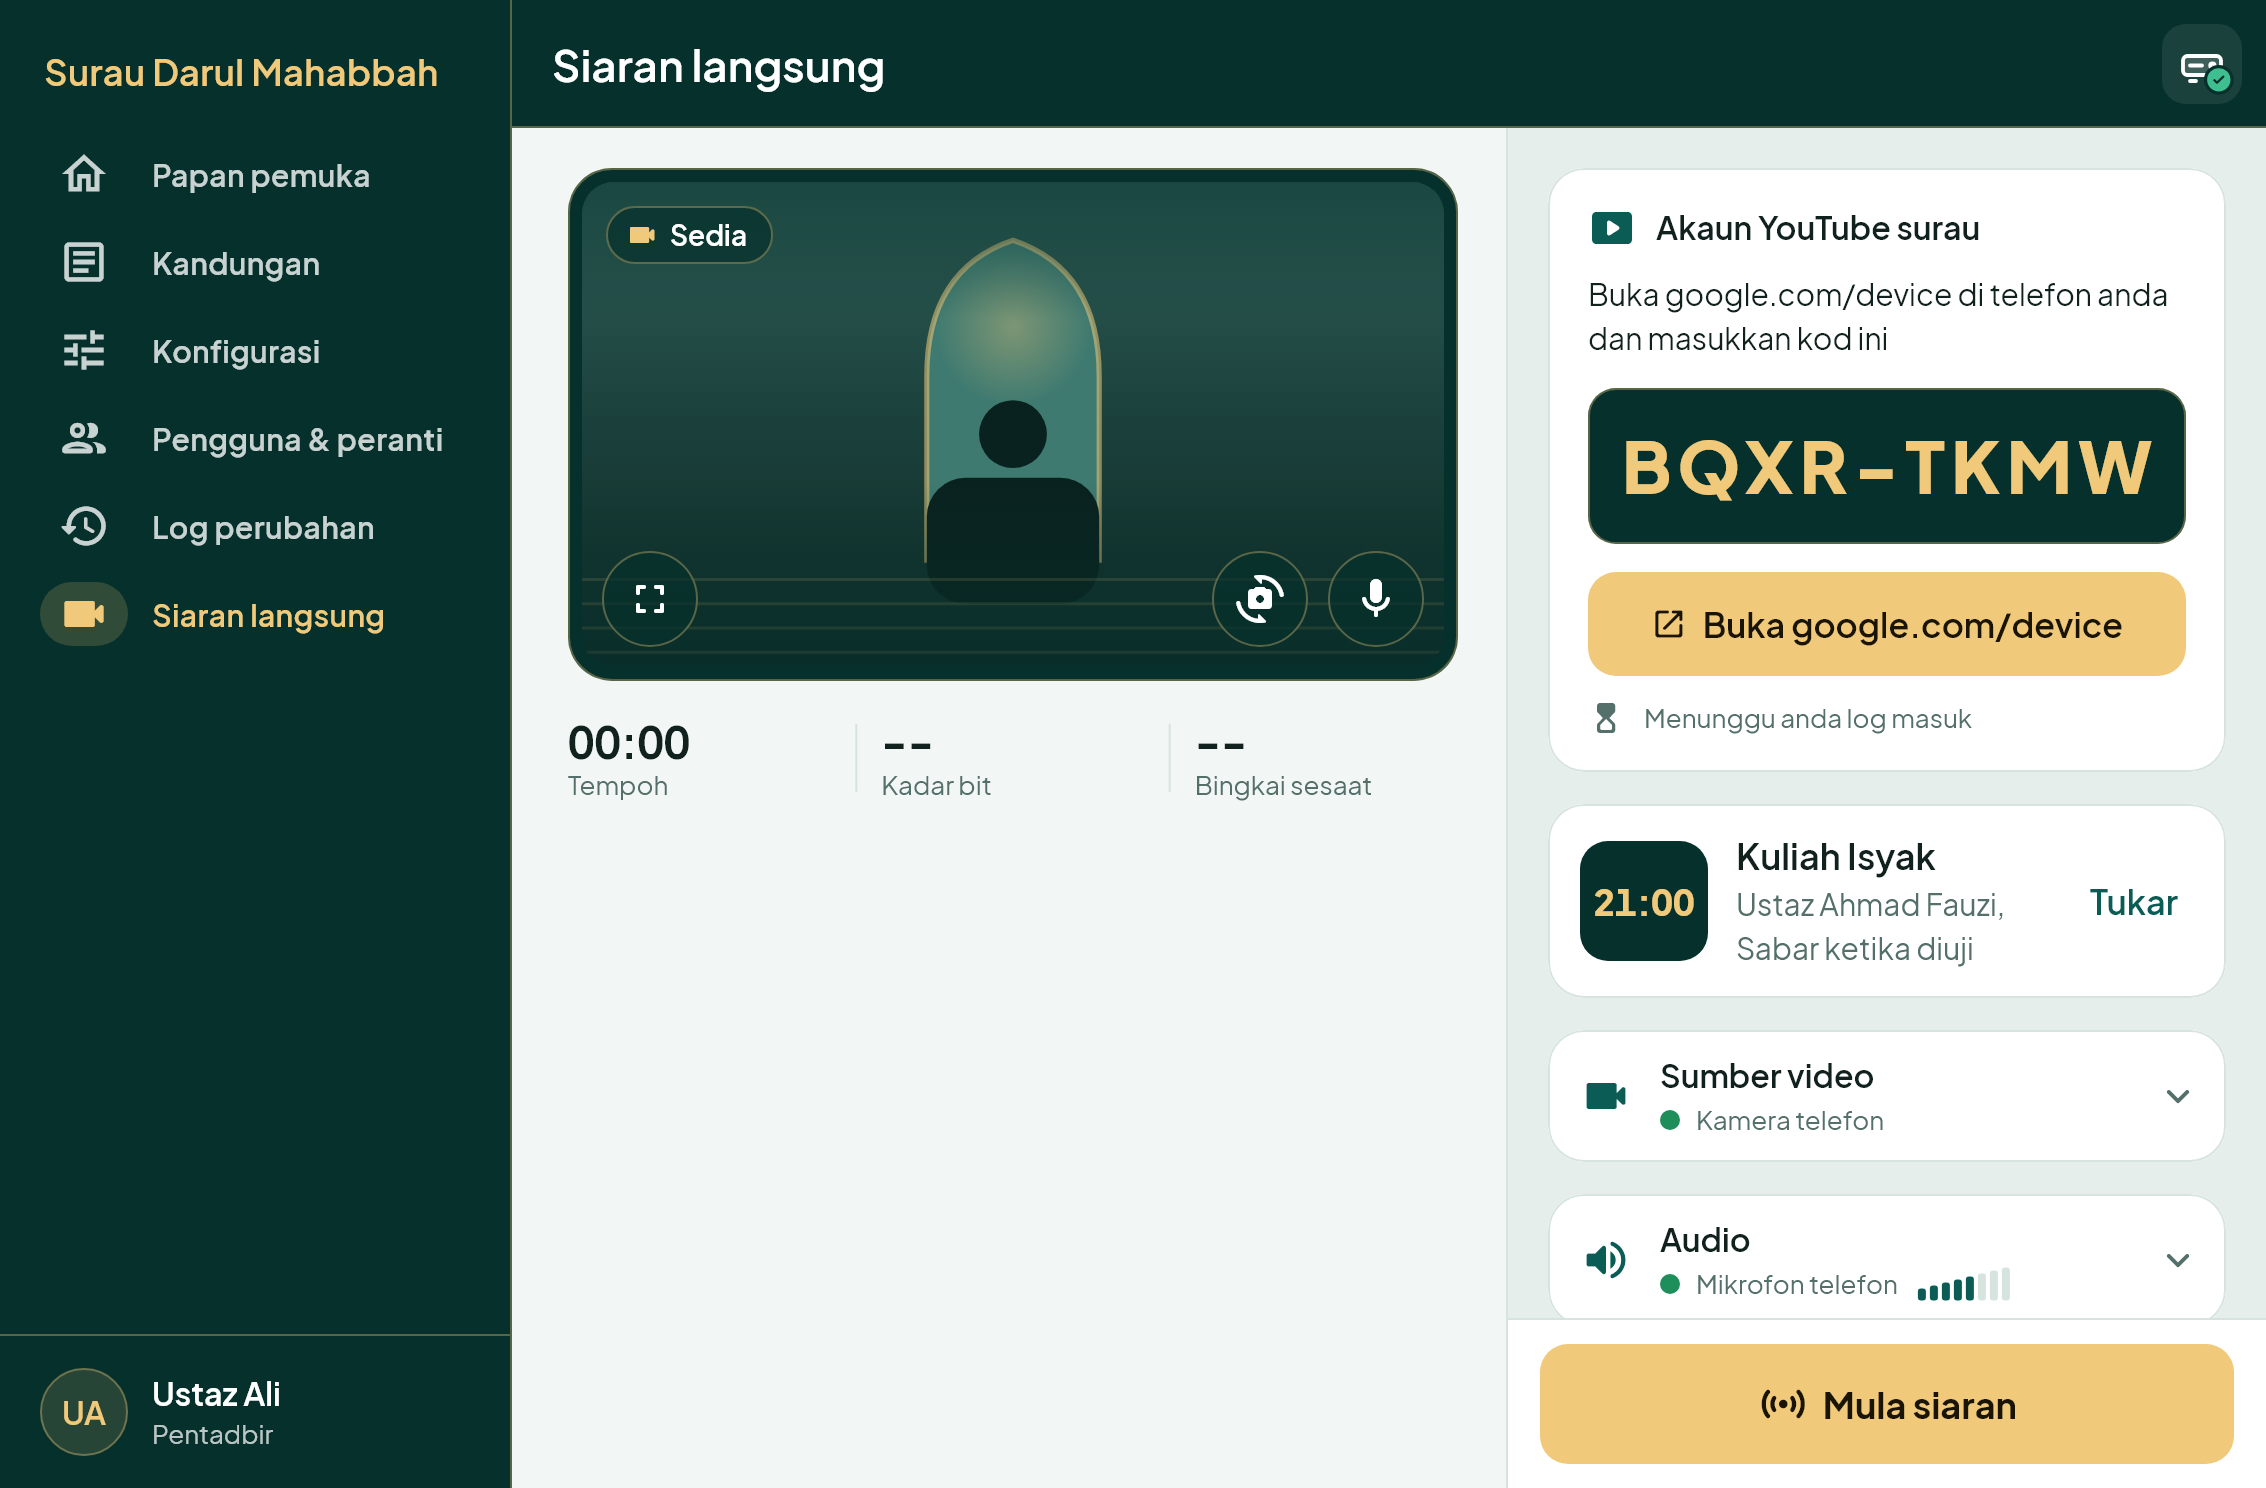 Surau Darul Mahabbah
Papan pemuka
Kandungan
Konfigurasi
Pengguna & peranti
Log perubahan
Siaran langsung
UA
Ustaz Ali
Pentadbir
Siaran langsung
Sedia
00:00
Tempoh
--
Kadar bit
--
Bingkai sesaat
Akaun YouTube surau
Buka google.com/device di telefon anda
dan masukkan kod ini
BQXR-TKMW
Buka google.com/device
Menunggu anda log masuk
21:00
Kuliah Isyak
Ustaz Ahmad Fauzi,
Sabar ketika diuji
Tukar
Sumber video
Kamera telefon
Audio
Mikrofon telefon
Mula siaran